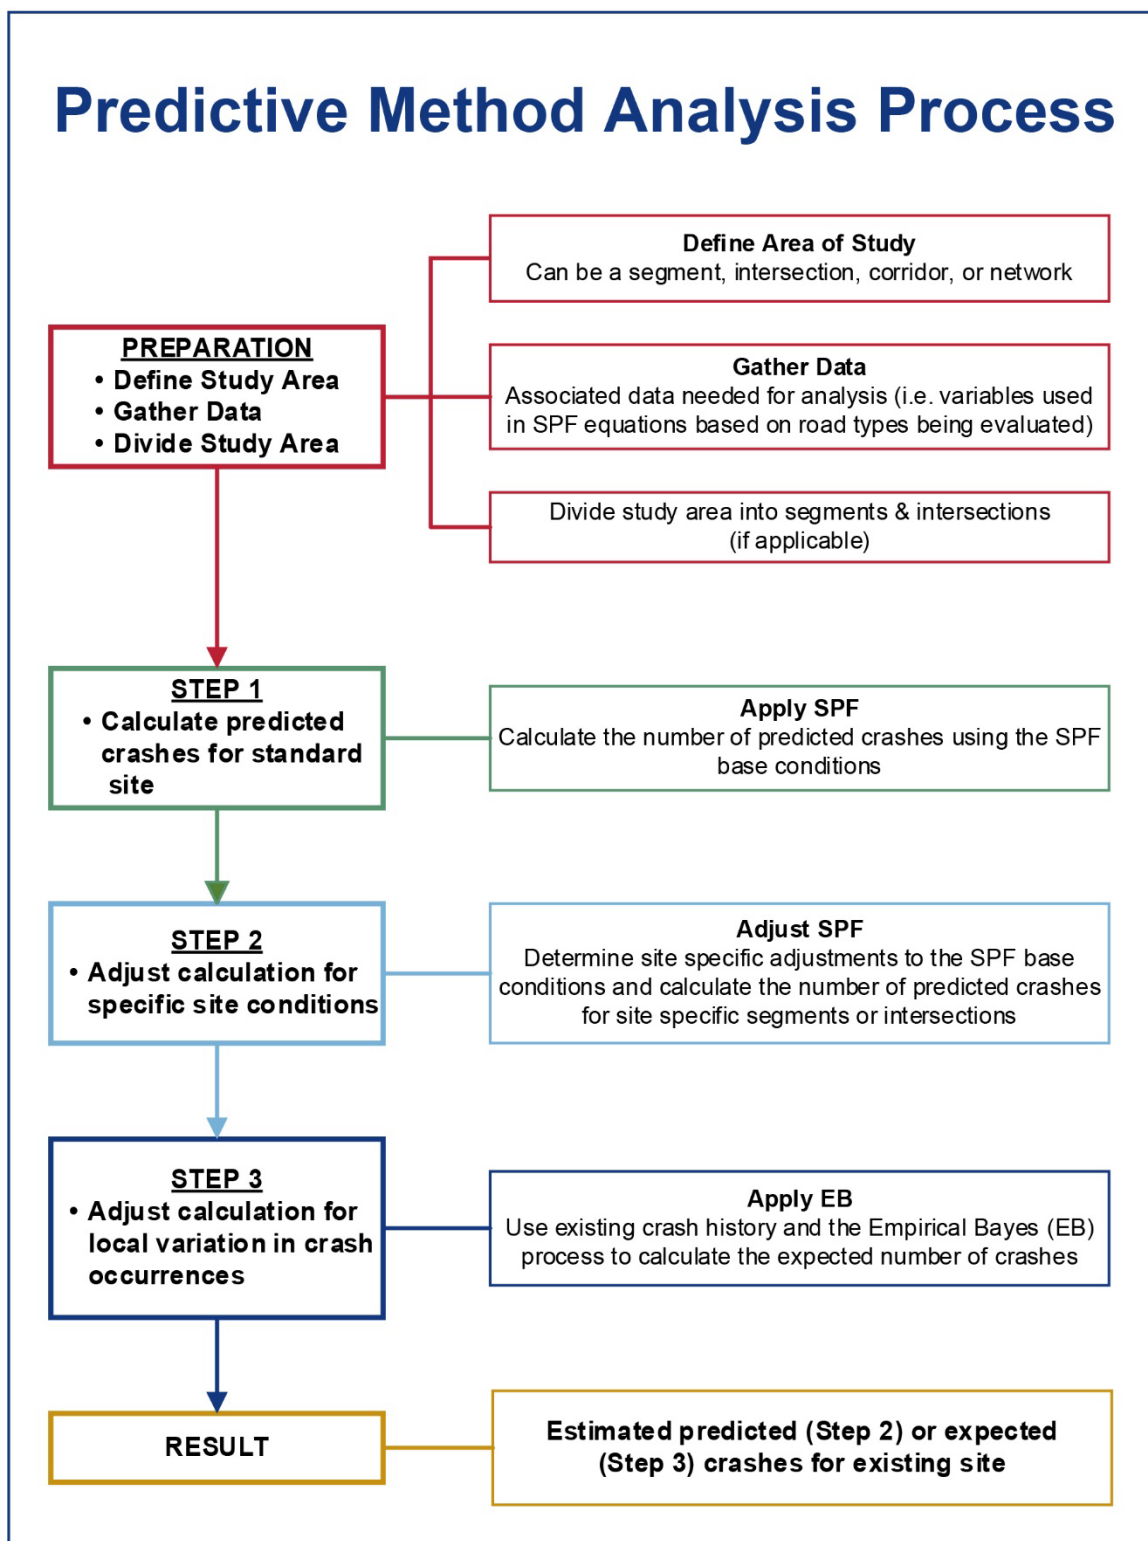 Predictive Method Analysis Process
PREPARATION
• Define Study Area
• Gather Data
• Divide Study Area
Define Area of Study
Can be a segment, intersection, corridor, or network
Gather Data
Associated data needed for analysis (i.e. variables used
in SPF equations based on road types being evaluated)
Divide study area into segments & intersections
(if applicable)
STEP 1
• Calculate predicted
crashes for standard
site
Apply SPF
Calculate the number of predicted crashes using the SPF
base conditions
STEP 2
• Adjust calculation for
specific site conditions
Adjust SPF
Determine site specific adjustments to the SPF base
conditions and calculate the number of predicted crashes
for site specific segments or intersections
STEP 3
• Adjust calculation for
local variation in crash
occurrences
Apply EB
Use existing crash history and the Empirical Bayes (EB)
process to calculate the expected number of crashes
RESULT
Estimated predicted (Step 2) or expected
(Step 3) crashes for existing site